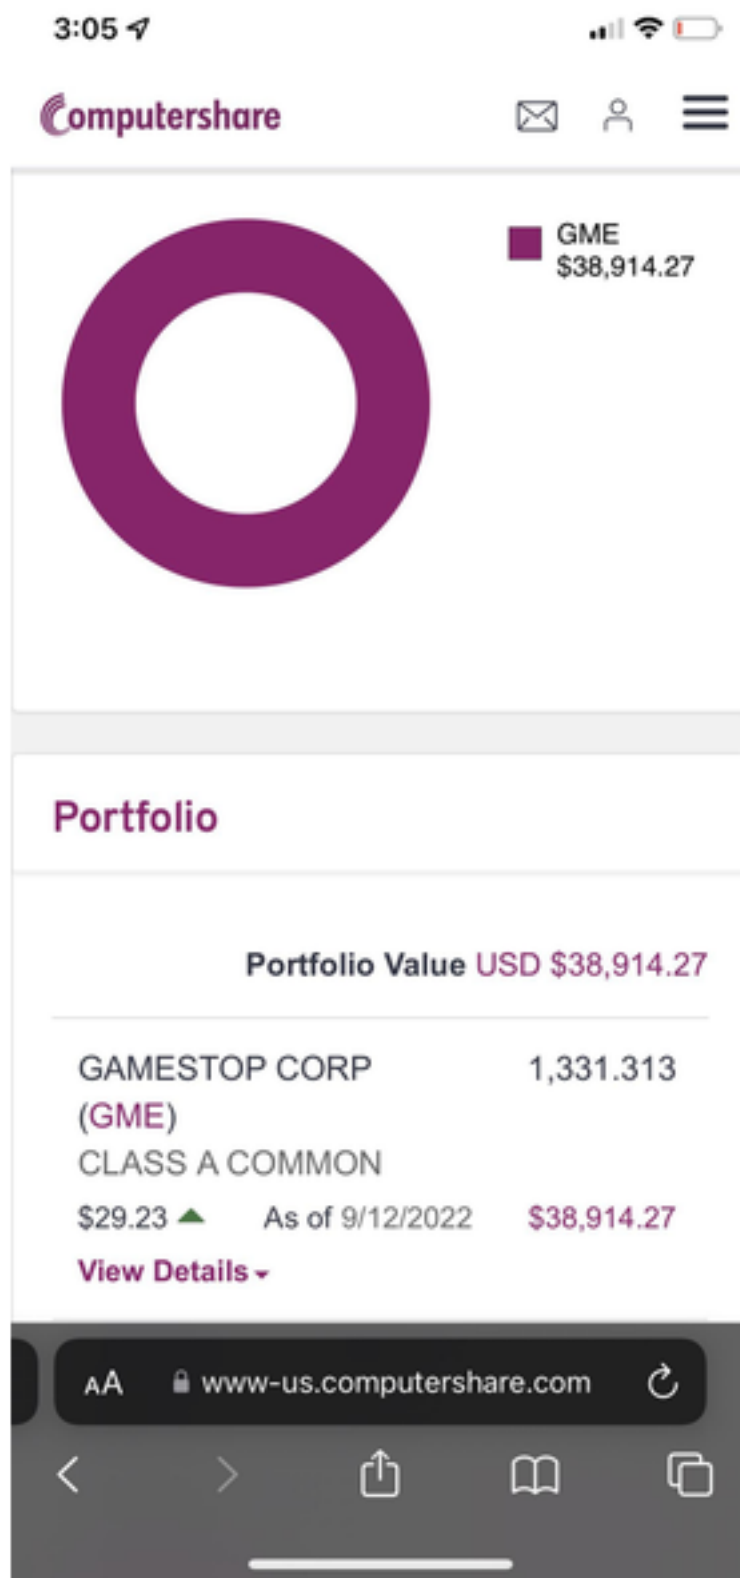 3:05
Computershare
GME
$38,914.27
Portfolio
Portfolio Value USD $38,914.27
GAMESTOP CORP 1,331.313
(GME)
CLASS A COMMON
$29.23 As of 9/12/2022 $38,914.27
View Details
AA www-us.computershare.com